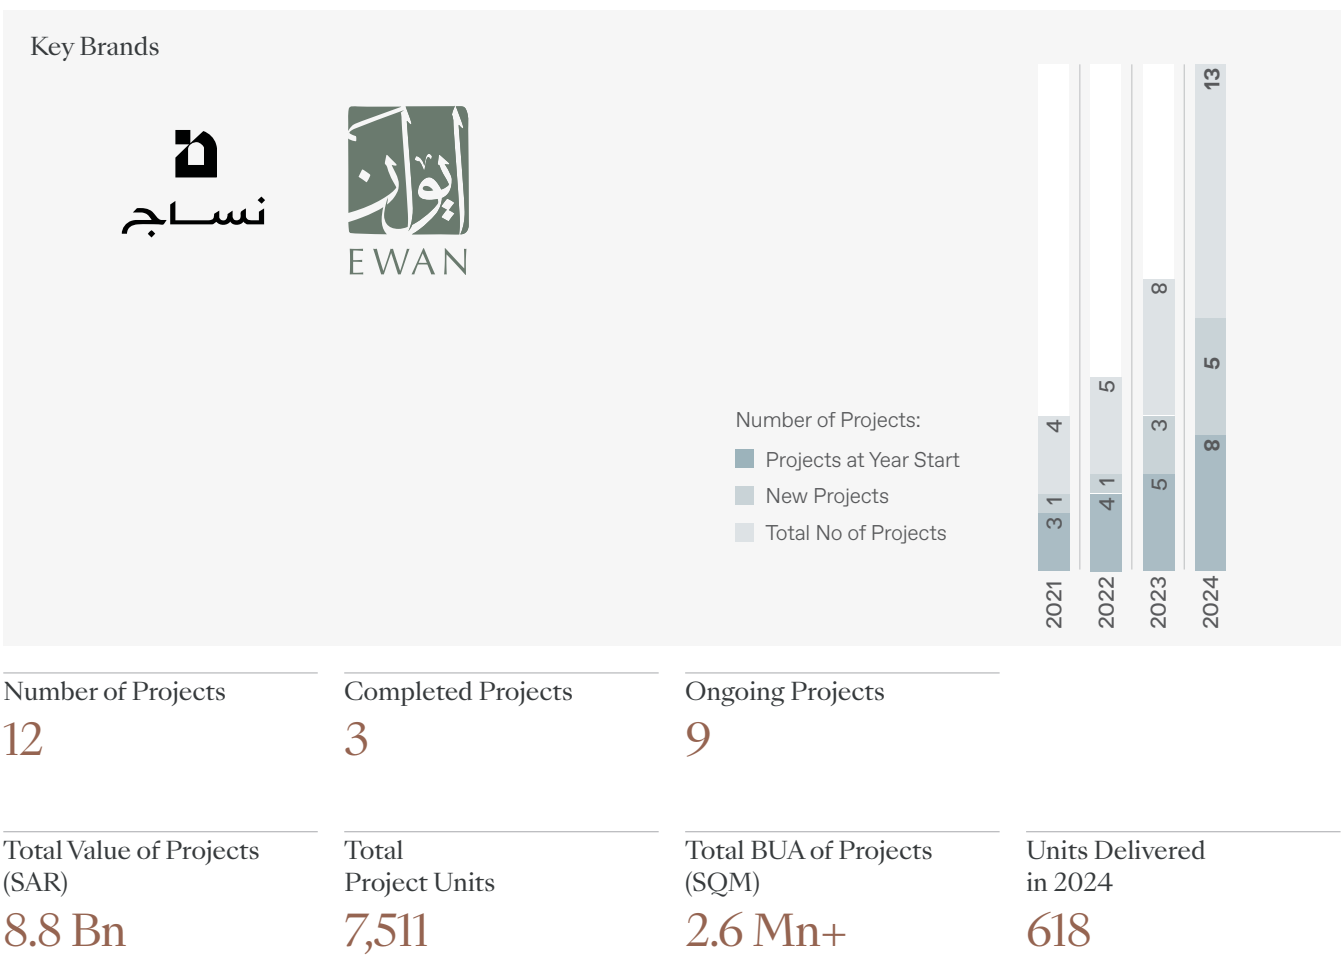 Key Brands
نساج
ايوان
EWAN
Number of Projects:
Projects at Year Start
New Projects
Total No of Projects
4
1
3
2021
5
1
4
2022
8
3
5
2023
13
5
8
2024
Number of Projects
12
Completed Projects
3
Ongoing Projects
9
Total Value of Projects
(SAR)
8.8 Bn
Total
Project Units
7,511
Total BUA of Projects
(SQM)
2.6 Mn+
Units Delivered
in 2024
618